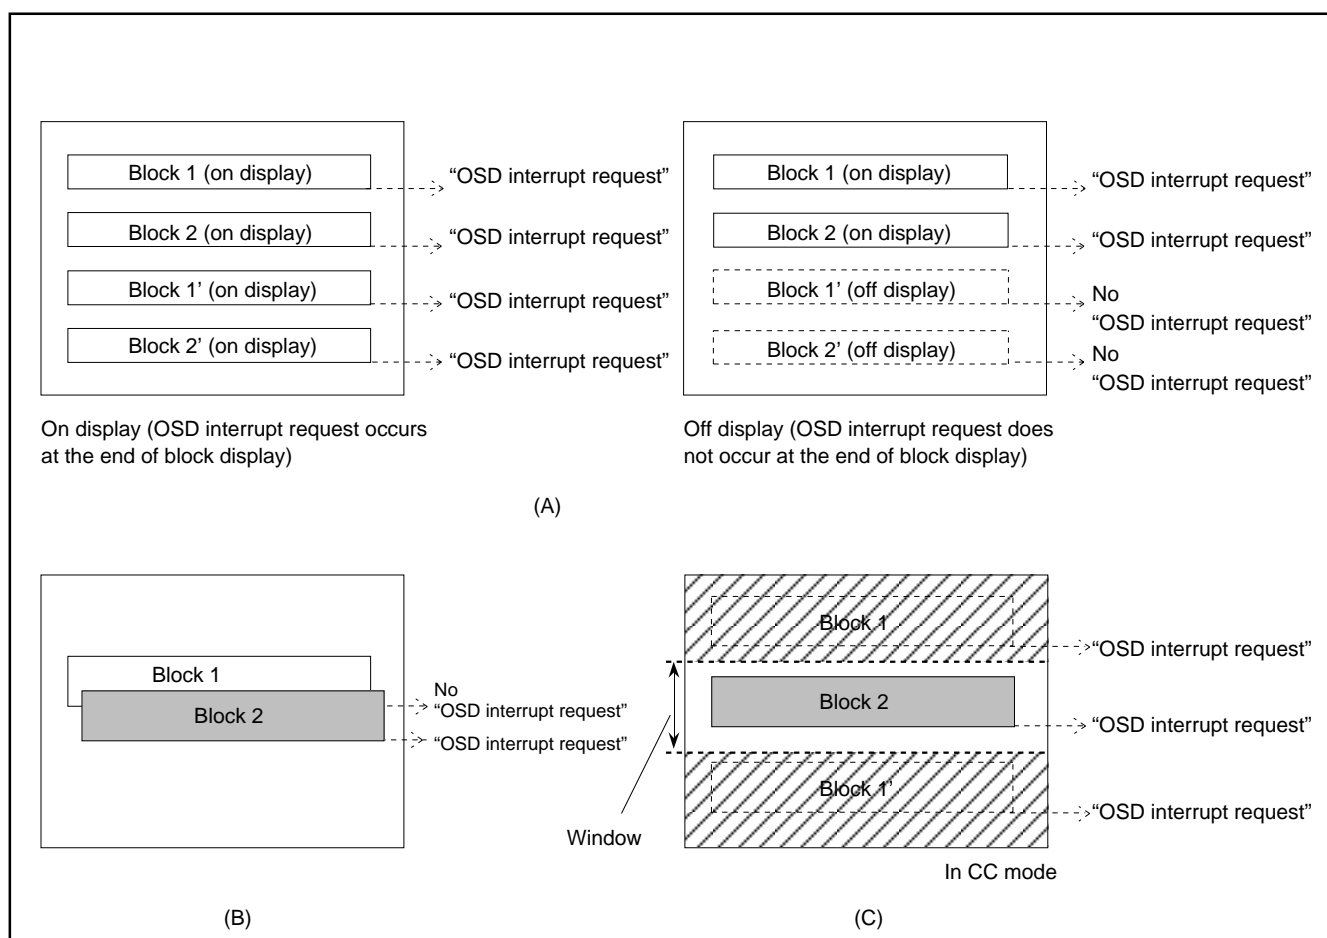 Block 1 (on display)
“OSD interrupt request”
Block 2 (on display)
“OSD interrupt request”
Block 1’ (on display)
“OSD interrupt request”
Block 2’ (on display)
“OSD interrupt request”
On display (OSD interrupt request occurs
at the end of block display)
Block 1 (on display)
“OSD interrupt request”
Block 2 (on display)
“OSD interrupt request”
Block 1’ (off display)
No
“OSD interrupt request”
Block 2’ (off display)
No
“OSD interrupt request”
Off display (OSD interrupt request does
not occur at the end of block display)
(A)
Block 1
Block 2
No
“OSD interrupt request”
“OSD interrupt request”
(B)
Block 1
“OSD interrupt request”
Block 2
“OSD interrupt request”
Block 1’
“OSD interrupt request”
Window
In CC mode
(C)